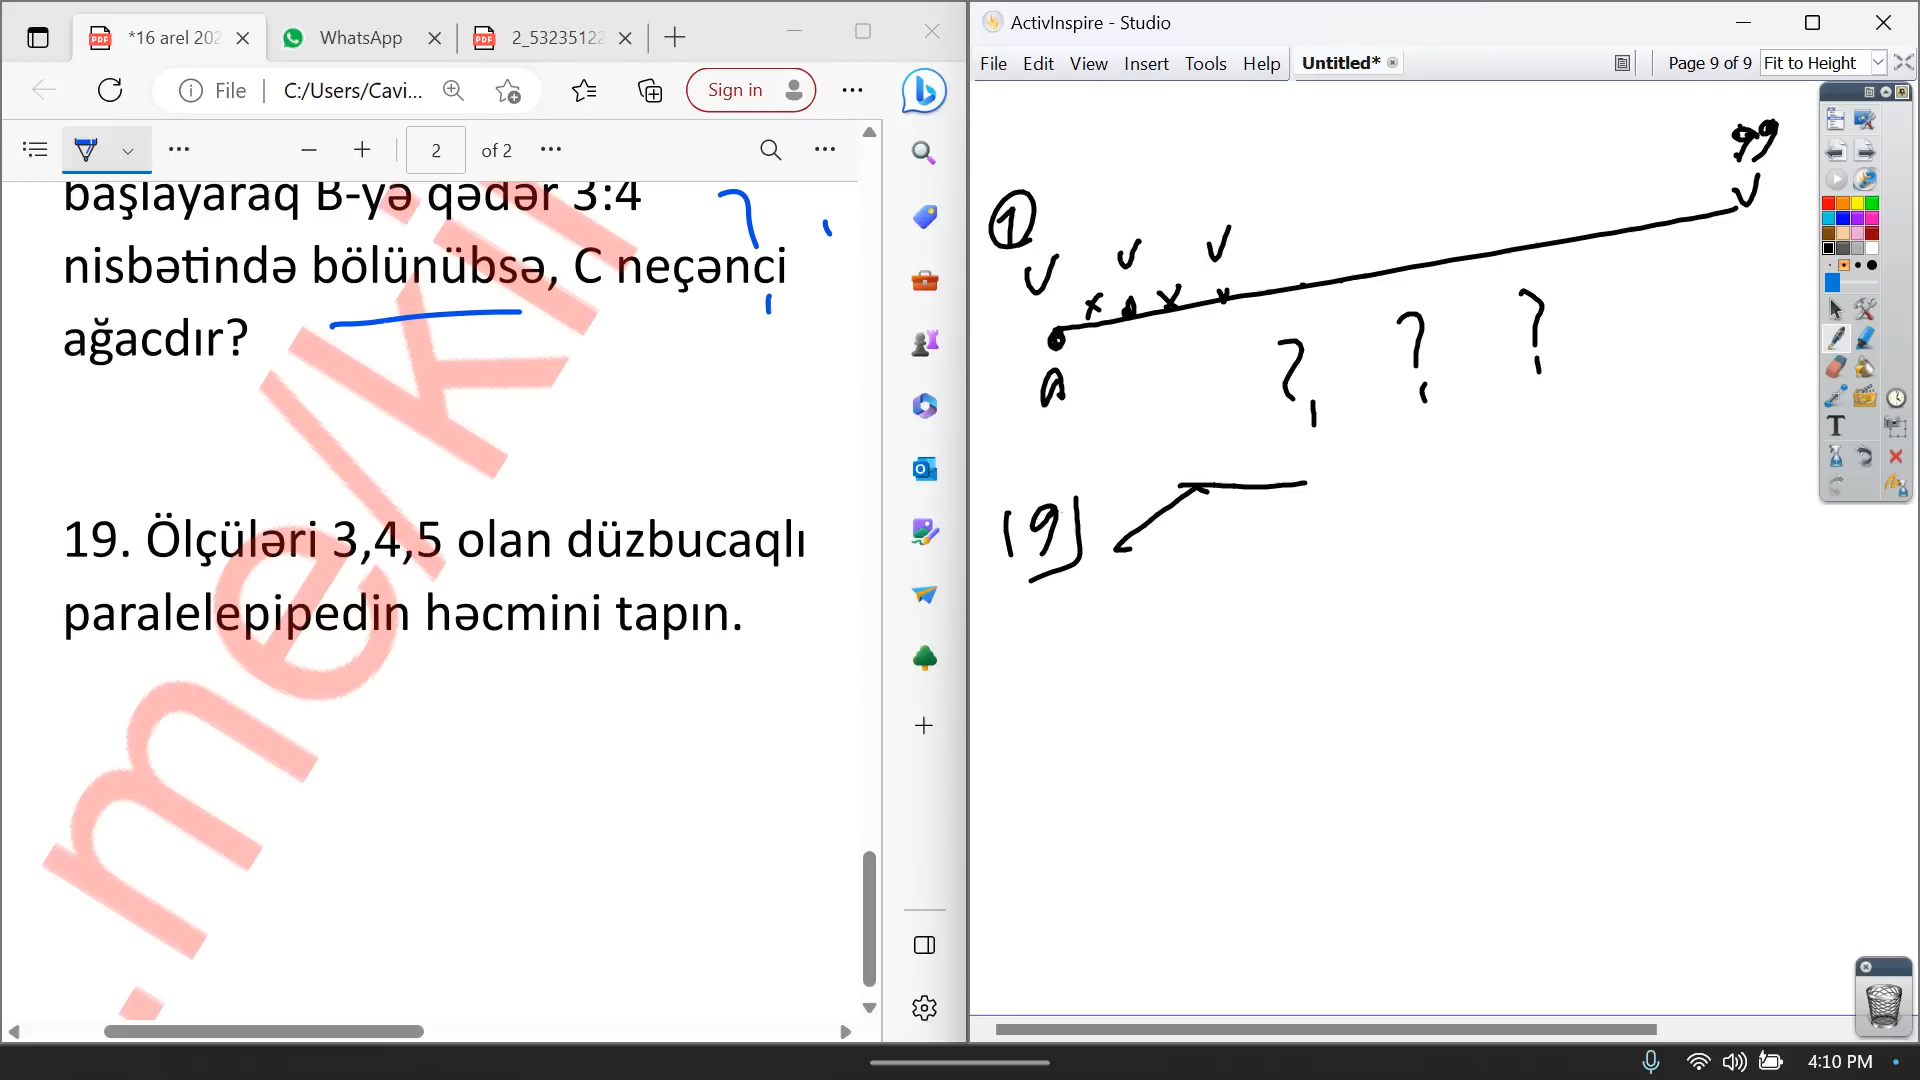 *16 arel 202
WhatsApp
2_53235122
File
C:/Users/Cavi...
Sign in
2 of 2
başlayaraq B-yə qədər 3:4
nisbətində bölünübsə, C neçənci
ağacdır?
19. Ölçüləri 3,4,5 olan düzbucaqlı
paralelepipedin həcmini tapın.
me/kil
ActivInspire - Studio
File Edit View Insert Tools Help
Untitled*
Page 9 of 9
Fit to Height
99
1
A
? ? ?
19
4:10 PM